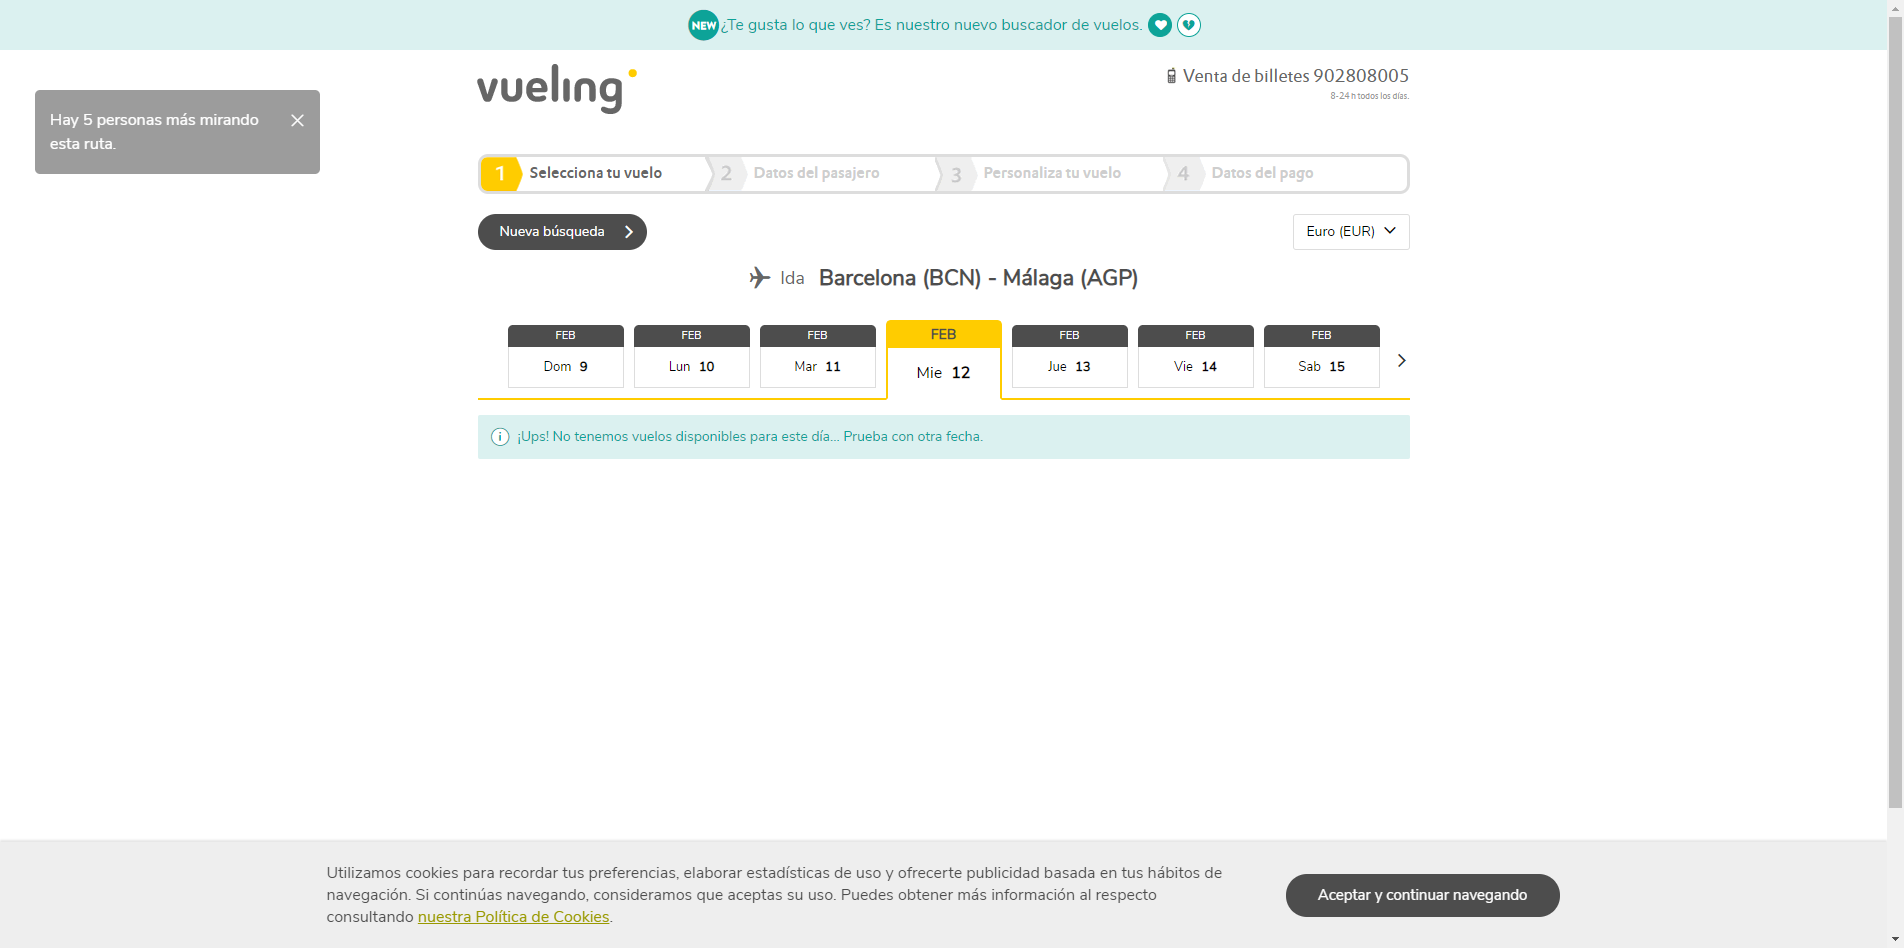 NEW ¿Te gusta lo que ves? Es nuestro nuevo buscador de vuelos.
vueling
Venta de billetes 902808005
8-24 h todos los días.
Hay 5 personas más mirando
esta ruta.
1 Selecciona tu vuelo 2 Datos del pasajero 3 Personaliza tu vuelo 4 Datos del pago
Nueva búsqueda
Euro (EUR)
Ida Barcelona (BCN) - Málaga (AGP)
FEB FEB FEB FEB FEB FEB FEB
Dom 9 Lun 10 Mar 11 Mie 12 Jue 13 Vie 14 Sab 15
¡Ups! No tenemos vuelos disponibles para este día... Prueba con otra fecha.
Utilizamos cookies para recordar tus preferencias, elaborar estadísticas de uso y ofrecerte publicidad basada en tus hábitos de
navegación. Si continúas navegando, consideramos que aceptas su uso. Puedes obtener más información al respecto
consultando nuestra Política de Cookies.
Aceptar y continuar navegando